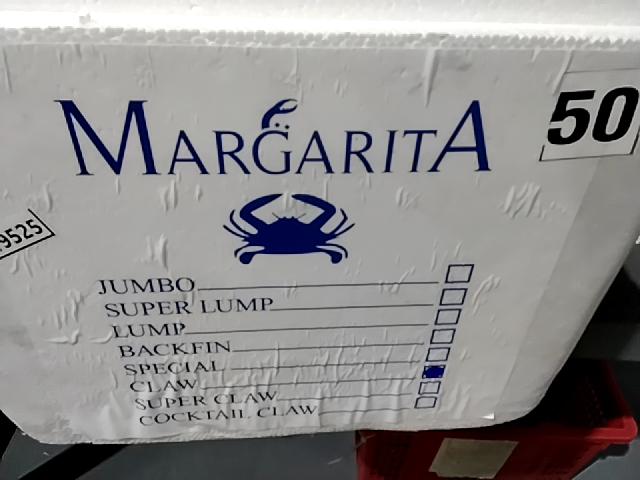 MARGARITA
50
9525
JUMBO
SUPER LUMP
LUMP
BACKFIN
SPECIAL
CLAW
SUPER CLAW
COCKTAIL CLAW